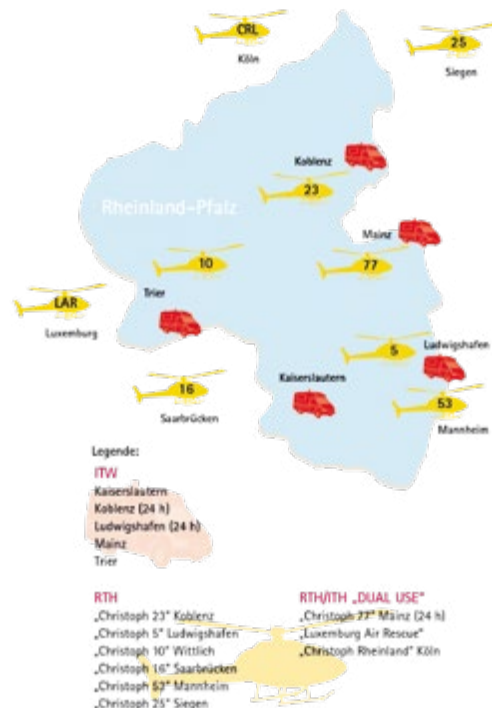 CRL
Köln
25
Siegen
Koblenz
23
Rheinland-Pfalz
Mainz
10
77
Trier
LAR
Luxemburg
5
Ludwigshafen
Kaiserslautern
16
Saarbrücken
53
Mannheim
Legende:
ITW
Kaiserslautern
Koblenz (24 h)
Ludwigshafen (24 h)
Mainz
Trier
RTH
„Christoph 23" Koblenz
„Christoph 5" Ludwigshafen
„Christoph 10" Wittlich
„Christoph 16" Saarbrücken
„Christoph 53" Mannheim
„Christoph 25" Siegen
RTH/ITH „DUAL USE"
„Christoph 77" Mainz (24 h)
„Luxemburg Air Rescue"
„Christoph Rheinland" Köln